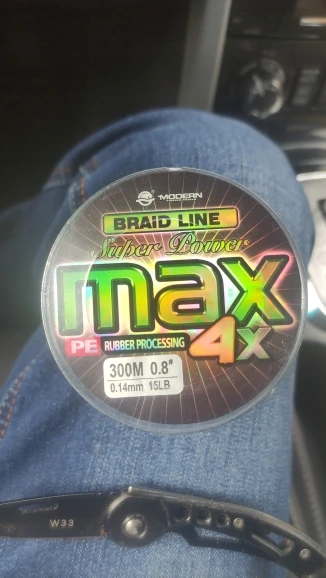 MODERN
BRAID LINE
Super Power
max
4x
PE RUBBER PROCESSING
300M 0.8#
0.14mm 15LB
W33